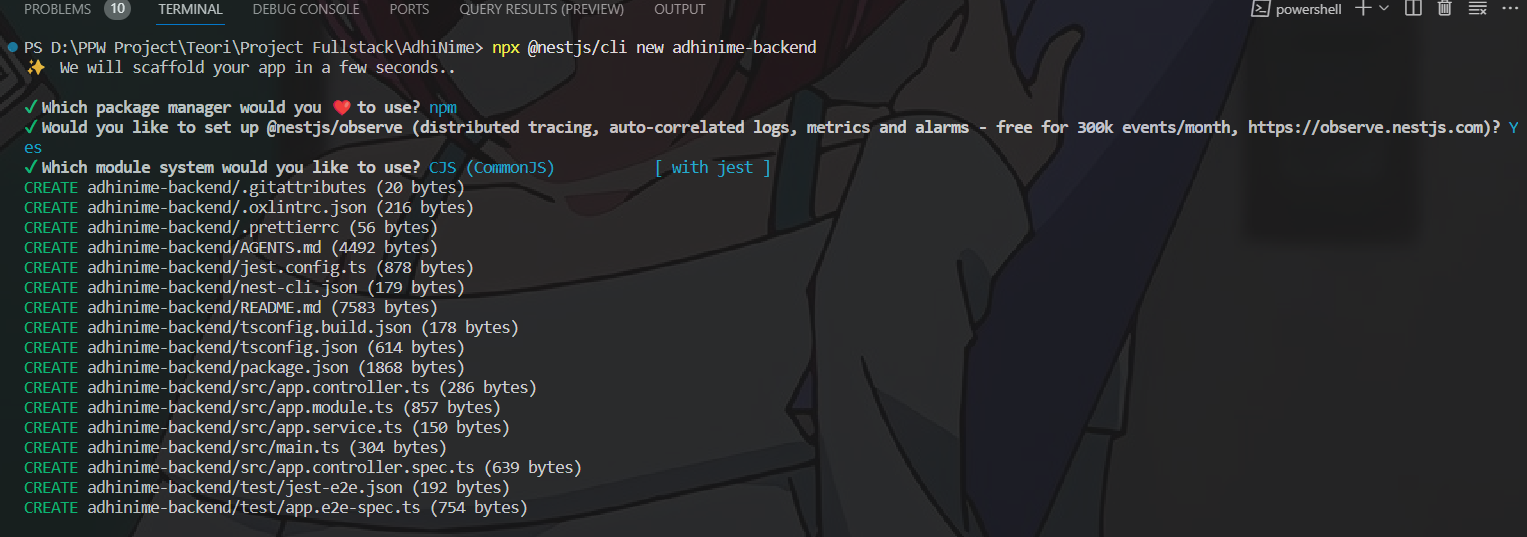 PROBLEMS 10 TERMINAL DEBUG CONSOLE PORTS QUERY RESULTS (PREVIEW) OUTPUT powershell
PS D:\PPW Project\Teori\Project Fullstack\AdhiNime> npx @nestjs/cli new adhinime-backend
✨ We will scaffold your app in a few seconds..
✓ Which package manager would you ❤️ to use? npm
✓ Would you like to set up @nestjs/observe (distributed tracing, auto-correlated logs, metrics and alarms - free for 300k events/month, https://observe.nestjs.com)? Y
es
✓ Which module system would you like to use? CJS (CommonJS) [ with jest ]
CREATE adhinime-backend/.gitattributes (20 bytes)
CREATE adhinime-backend/.oxlintrc.json (216 bytes)
CREATE adhinime-backend/.prettierrc (56 bytes)
CREATE adhinime-backend/AGENTS.md (4492 bytes)
CREATE adhinime-backend/jest.config.ts (878 bytes)
CREATE adhinime-backend/nest-cli.json (179 bytes)
CREATE adhinime-backend/README.md (7583 bytes)
CREATE adhinime-backend/tsconfig.build.json (178 bytes)
CREATE adhinime-backend/tsconfig.json (614 bytes)
CREATE adhinime-backend/package.json (1868 bytes)
CREATE adhinime-backend/src/app.controller.ts (286 bytes)
CREATE adhinime-backend/src/app.module.ts (857 bytes)
CREATE adhinime-backend/src/app.service.ts (150 bytes)
CREATE adhinime-backend/src/main.ts (304 bytes)
CREATE adhinime-backend/src/app.controller.spec.ts (639 bytes)
CREATE adhinime-backend/test/jest-e2e.json (192 bytes)
CREATE adhinime-backend/test/app.e2e-spec.ts (754 bytes)